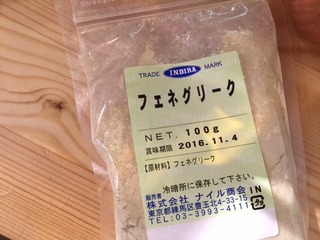 TRADE INDIRA MARK
フェネグリーク
NET. 100g
賞味期限 2016.11.4
【原材料】フェネグリーク
冷暗所に保存して下さい。
販売者 株式会社 ナイル商会 IN
東京都練馬区豊玉北4-33-15
TEL:03-3993-4111